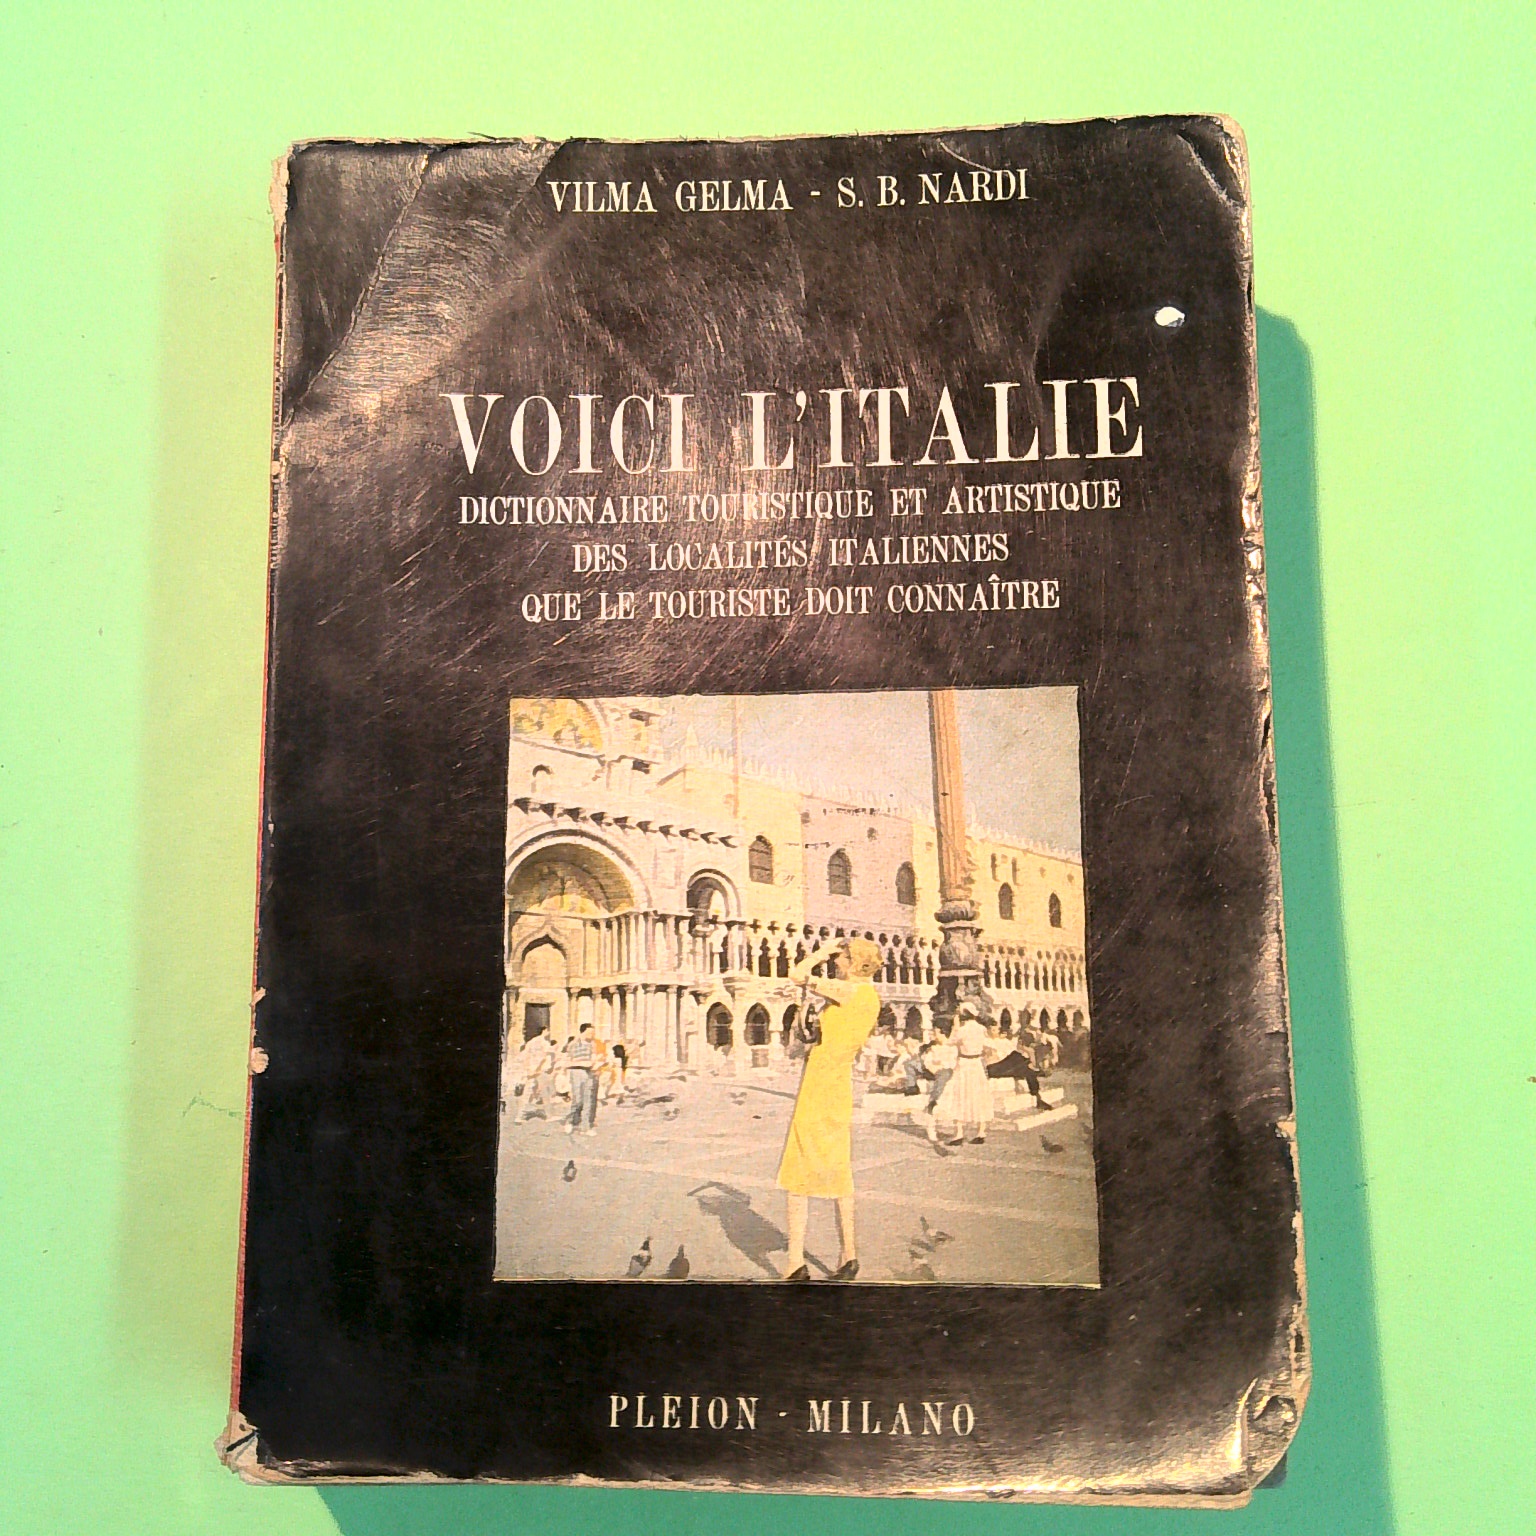 VILMA GELMA - S. B. NARDI
VOICI L'ITALIE
DICTIONNAIRE TOURISTIQUE ET ARTISTIQUE
DES LOCALITÉS ITALIENNES
QUE LE TOURISTE DOIT CONNAÎTRE
PLEION - MILANO